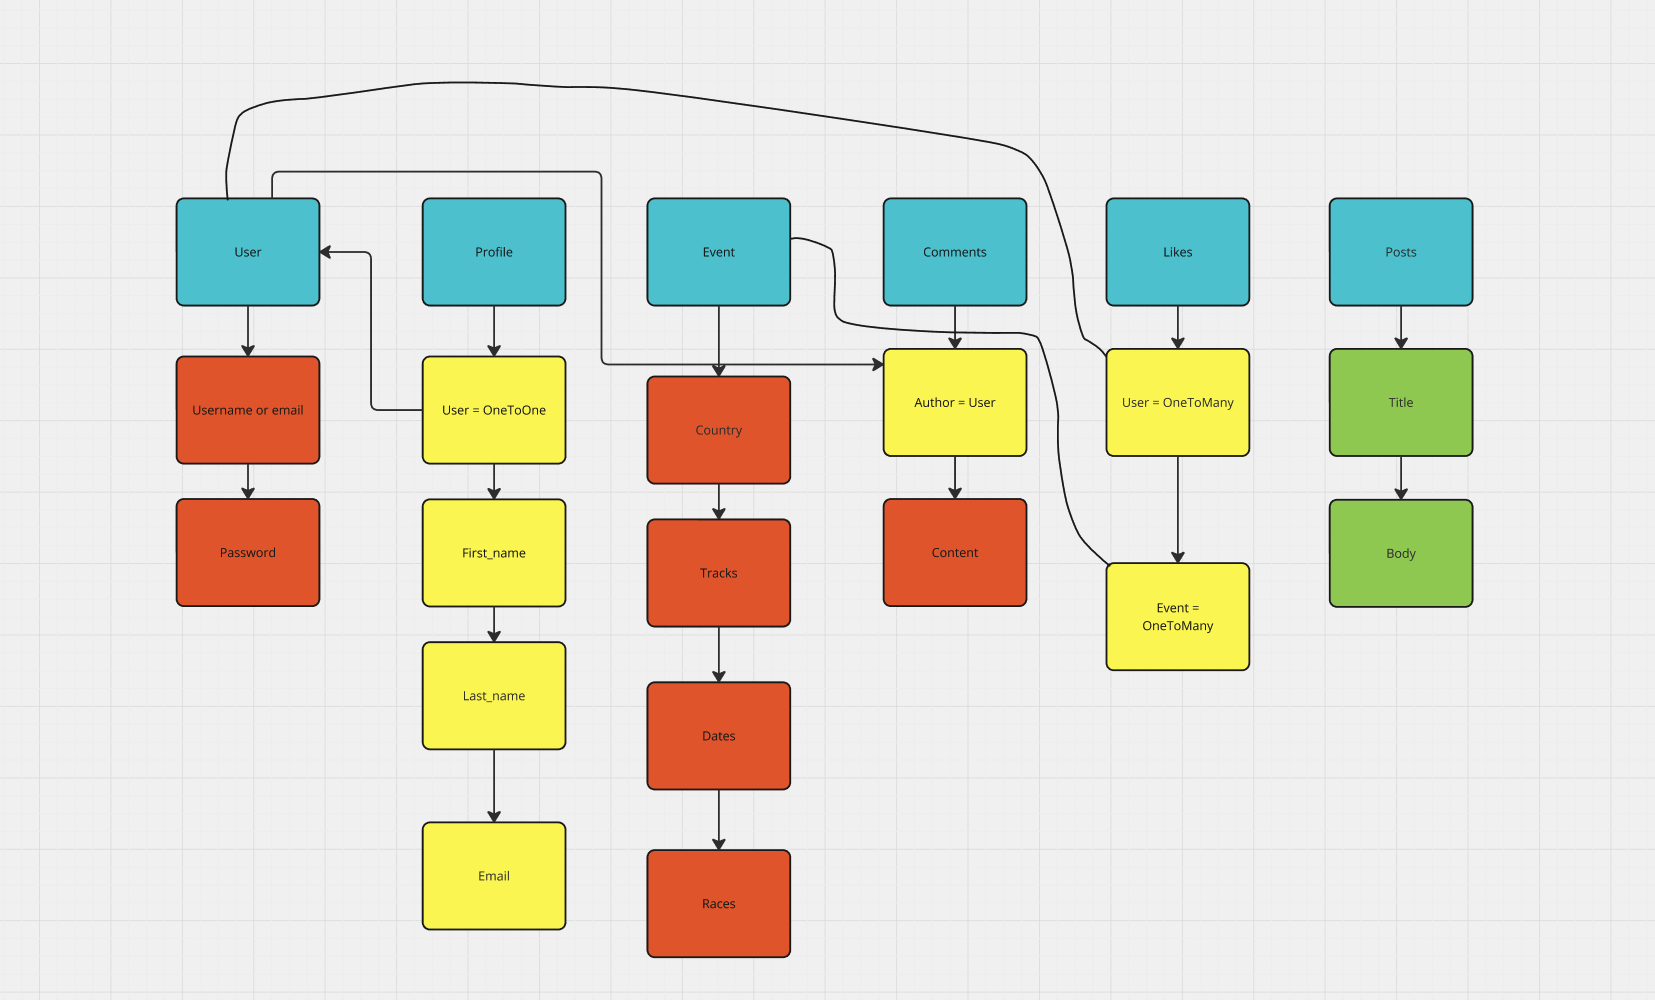 User
Profile
Event
Comments
Likes
Posts
Username or email
User = OneToOne
Country
Author = User
User = OneToMany
Title
Password
First_name
Tracks
Content
Event =
OneToMany
Body
Last_name
Dates
Email
Races